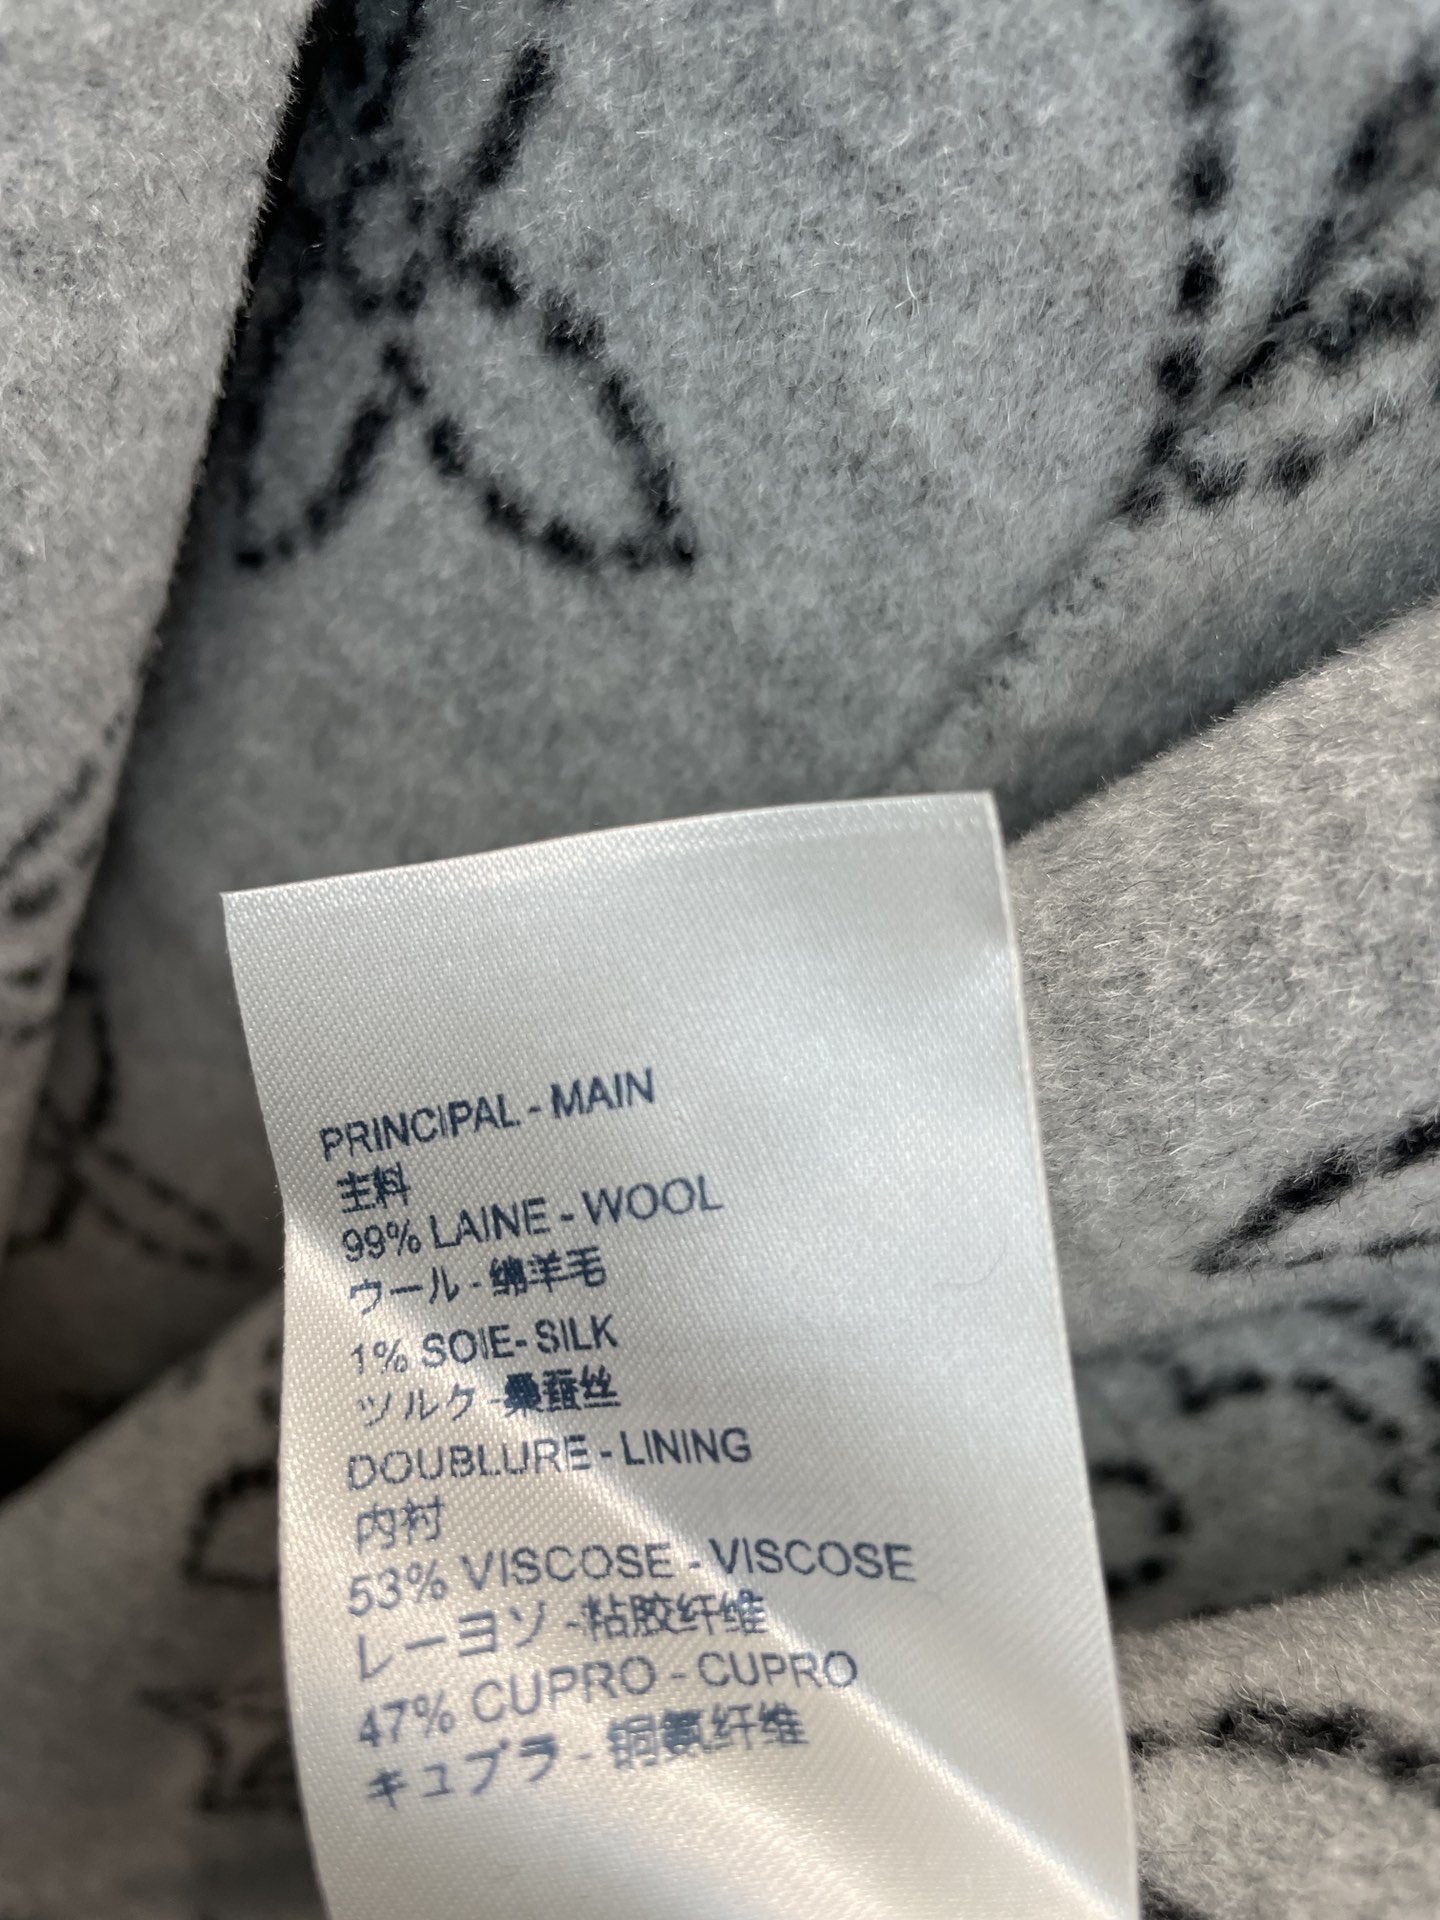 PRINCIPAL - MAIN
主料
99% LAINE - WOOL
ウール - 绵羊毛
1% SOIE- SILK
ツルク -桑蚕丝
DOUBLURE - LINING
内衬
53% VISCOSE - VISCOSE
レーヨソ -粘胶纤维
47% CUPRO - CUPRO
キュプラ - 铜氨纤维